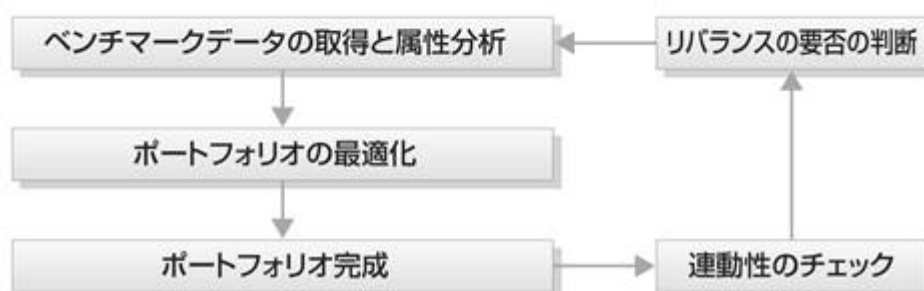 ベンチマークデータの取得と属性分析
リバランスの要否の判断
ポートフォリオの最適化
ポートフォリオ完成
連動性のチェック